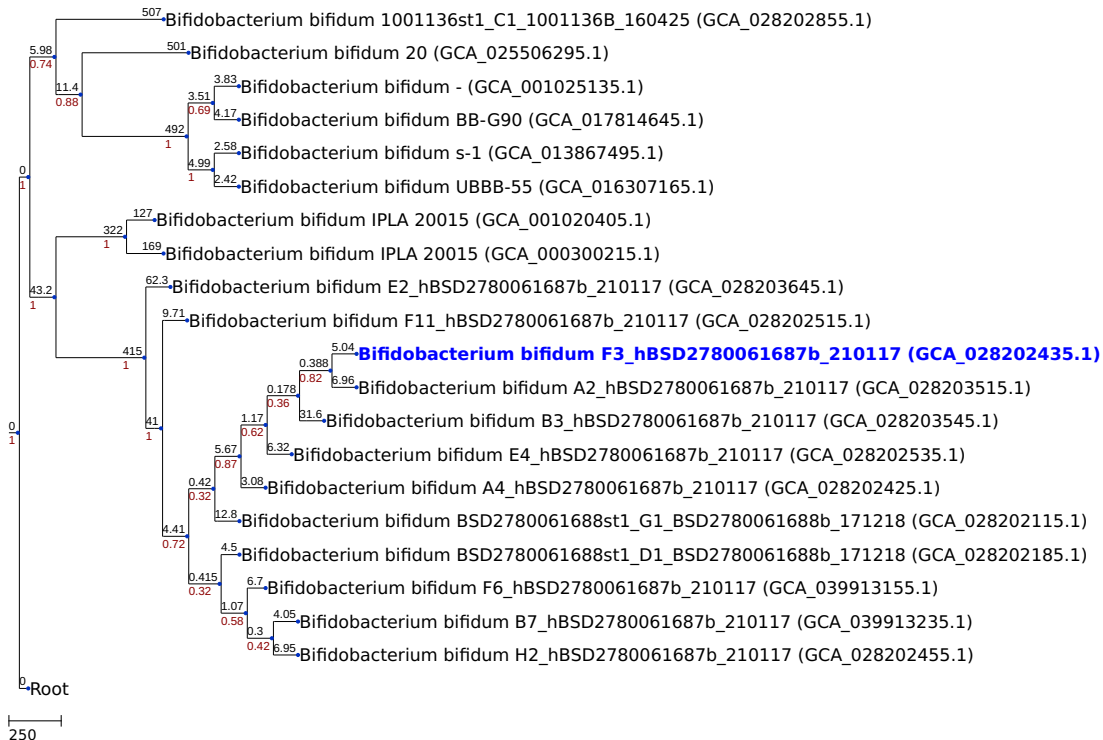 507 Bifidobacterium bifidum 1001136st1_C1_1001136B_160425 (GCA_028202855.1)
5.98
0.74
501 Bifidobacterium bifidum 20 (GCA_025506295.1)
11.4
0.88
3.83 Bifidobacterium bifidum - (GCA_001025135.1)
3.51
0.69
4.17 Bifidobacterium bifidum BB-G90 (GCA_017814645.1)
492
1
2.58 Bifidobacterium bifidum s-1 (GCA_013867495.1)
4.99
1
2.42 Bifidobacterium bifidum UBBB-55 (GCA_016307165.1)
0
1
127 Bifidobacterium bifidum IPLA 20015 (GCA_001020405.1)
322
1
169 Bifidobacterium bifidum IPLA 20015 (GCA_000300215.1)
62.3 Bifidobacterium bifidum E2_hBSD2780061687b_210117 (GCA_028203645.1)
43.2
1
9.71 Bifidobacterium bifidum F11_hBSD2780061687b_210117 (GCA_028202515.1)
5.04 Bifidobacterium bifidum F3_hBSD2780061687b_210117 (GCA_028202435.1)
415
1
0.388
0.82
6.96 Bifidobacterium bifidum A2_hBSD2780061687b_210117 (GCA_028203515.1)
0.178
0.36
31.6 Bifidobacterium bifidum B3_hBSD2780061687b_210117 (GCA_028203545.1)
1.17
0.62
41
1
0
1
6.32 Bifidobacterium bifidum E4_hBSD2780061687b_210117 (GCA_028202535.1)
5.67
0.87
3.08 Bifidobacterium bifidum A4_hBSD2780061687b_210117 (GCA_028202425.1)
0.42
0.32
12.8 Bifidobacterium bifidum BSD2780061688st1_G1_BSD2780061688b_171218 (GCA_028202115.1)
4.41
0.72
4.5 Bifidobacterium bifidum BSD2780061688st1_D1_BSD2780061688b_171218 (GCA_028202185.1)
0.415
0.32
6.7 Bifidobacterium bifidum F6_hBSD2780061687b_210117 (GCA_039913155.1)
1.07
0.58
4.05 Bifidobacterium bifidum B7_hBSD2780061687b_210117 (GCA_039913235.1)
0.3
0.42
6.95 Bifidobacterium bifidum H2_hBSD2780061687b_210117 (GCA_028202455.1)
0 Root
250